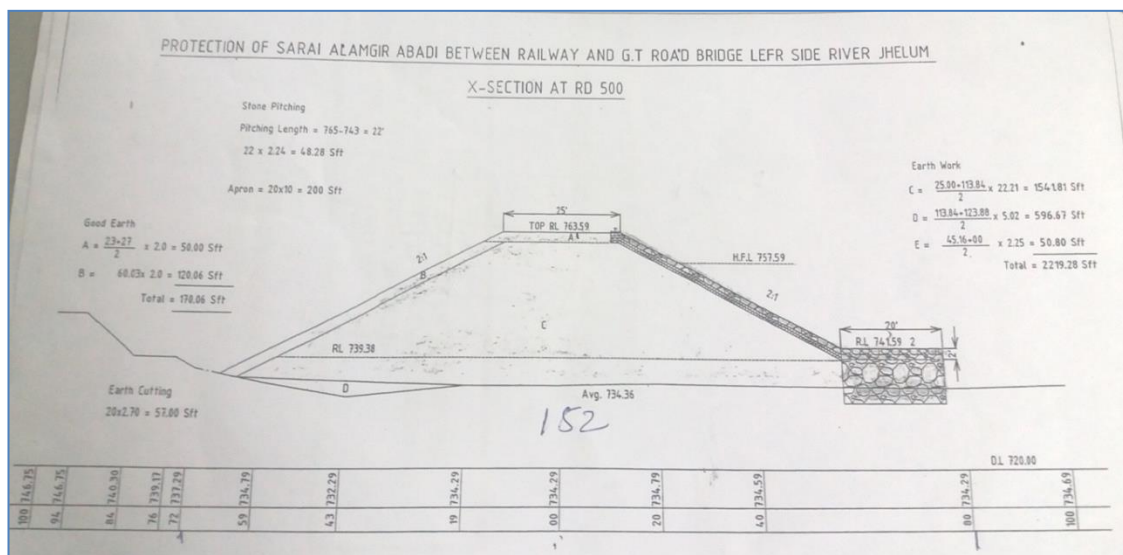 PROTECTION OF SARAI ALAMGIR ABADI BETWEEN RAILWAY AND G.T ROAD BRIDGE LEFR SIDE RIVER JHELUM
X-SECTION AT RD 500
Stone Pitching
Pitching Length = 765-743 = 22'
22 x 2.24 = 48.28 Sft
Apron = 20x10 = 200 Sft
Good Earth
A = 23+27/2 x 2.0 = 50.00 Sft
B = 60.03x 2.0 = 120.06 Sft
Total = 170.06 Sft
Earth Work
C = 25.00+113.84/2 x 22.21 = 1541.81 Sft
D = 113.84+123.88/2 x 5.02 = 596.67 Sft
E = 45.16+00/2 x 2.25 = 50.80 Sft
Total = 2219.28 Sft
25'
TOP RL 763.59
A
H.F.L 757.59
2:1
B
2:1
C
20'
R.L 741.59 2
RL 739.38
2'
D
Avg. 734.36
Earth Cutting
20x2.70 = 57.00 Sft
152
D.L 720.00
746.75 746.75 740.30 739.17 737.29 734.79 732.29 734.29 734.29 734.79 734.59 734.29 734.69
100 94 84 76 72 59 43 19 00 20 40 80 100